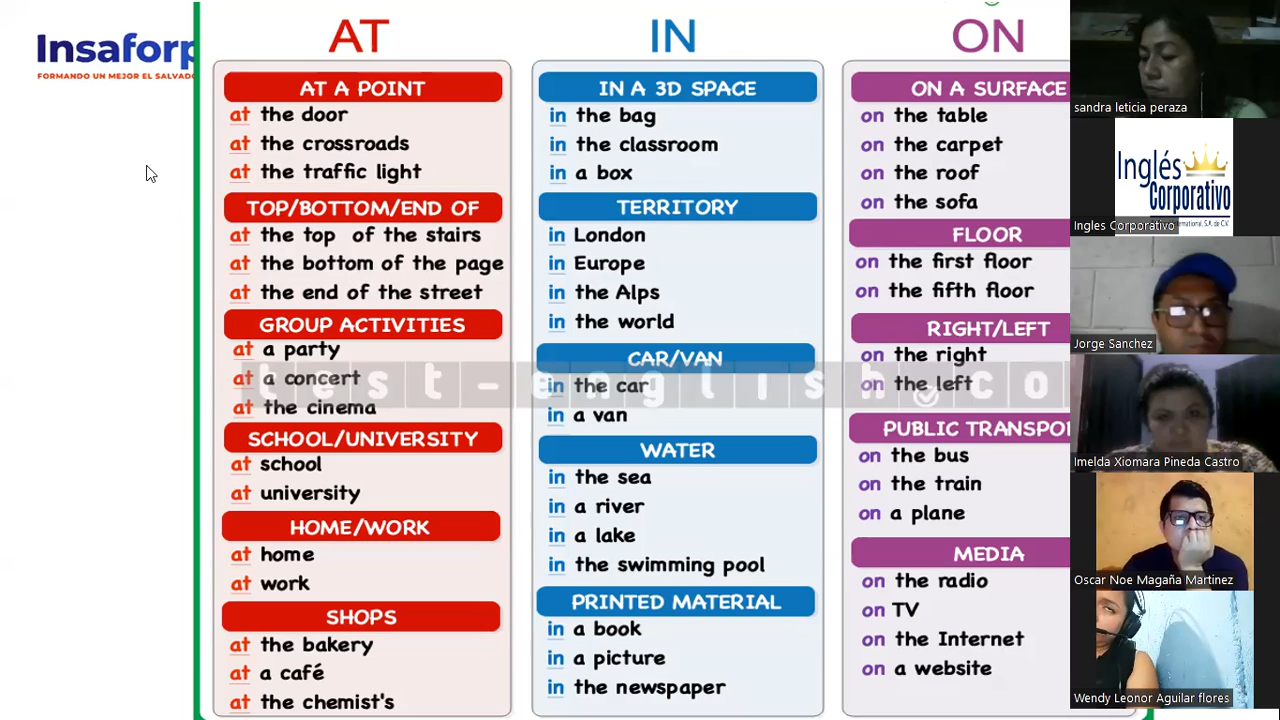 Insaforp
FORMANDO UN MEJOR EL SALVADO
AT
AT A POINT
at the door
at the crossroads
at the traffic light
TOP/BOTTOM/END OF
at the top of the stairs
at the bottom of the page
at the end of the street
GROUP ACTIVITIES
at a party
at a concert
at the cinema
SCHOOL/UNIVERSITY
at school
at university
HOME/WORK
at home
at work
SHOPS
at the bakery
at a café
at the chemist's
IN
IN A 3D SPACE
in the bag
in the classroom
in a box
TERRITORY
in London
in Europe
in the Alps
in the world
CAR/VAN
in the car
in a van
WATER
in the sea
in a river
in a lake
in the swimming pool
PRINTED MATERIAL
in a book
in a picture
in the newspaper
ON
ON A SURFACE
on the table
on the carpet
on the roof
on the sofa
FLOOR
on the first floor
on the fifth floor
RIGHT/LEFT
on the right
on the left
PUBLIC TRANSPO
on the bus
on the train
on a plane
MEDIA
on the radio
on TV
on the Internet
on a website
test-english.co
sandra leticia peraza
Inglés
Corporativo
International, S.A. de C.V.
Ingles Corporativo
Jorge Sanchez
Imelda Xiomara Pineda Castro
Oscar Noe Magaña Martinez
Wendy Leonor Aguilar flores